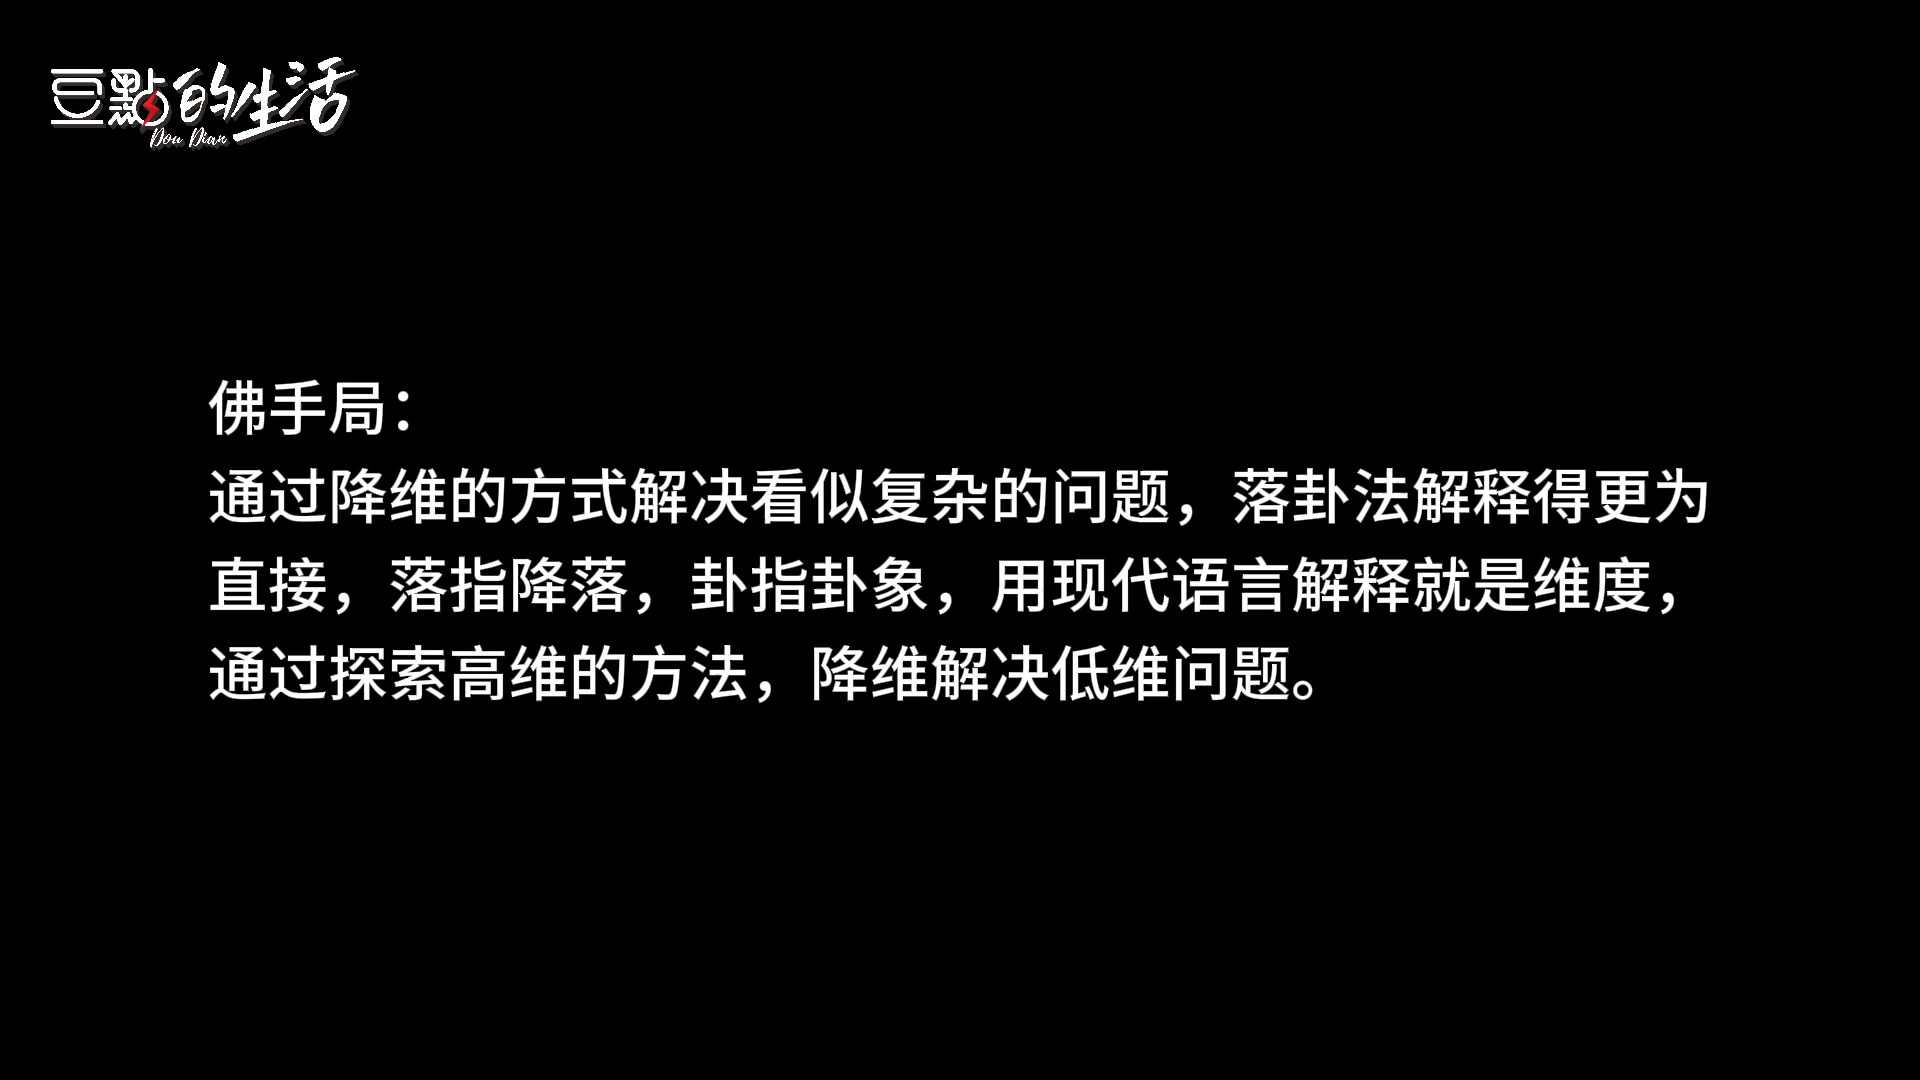 豆點的生活
Dou Dian
佛手局：
通过降维的方式解决看似复杂的问题，落卦法解释得更为
直接，落指降落，卦指卦象，用现代语言解释就是维度，
通过探索高维的方法，降维解决低维问题。